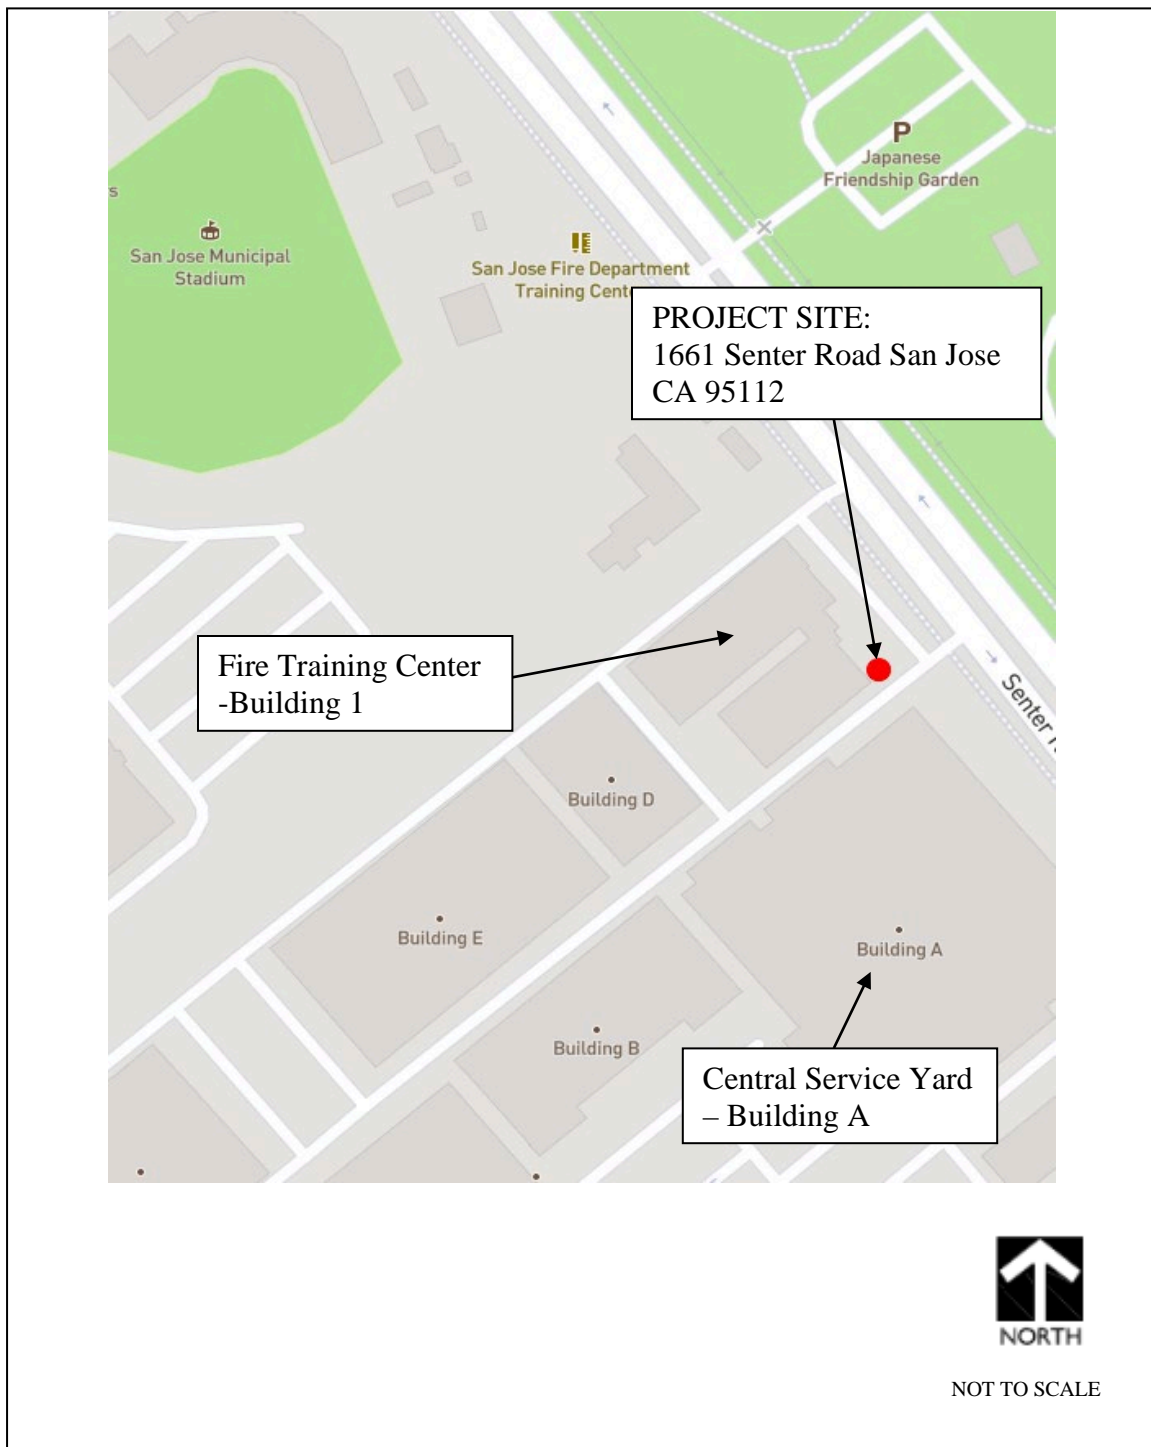 P
Japanese
Friendship Garden
San Jose Municipal
Stadium
San Jose Fire Department
Training Cente
PROJECT SITE:
1661 Senter Road San Jose
CA 95112
Fire Training Center
-Building 1
Senter
Building D
Building E
Building A
Building B
Central Service Yard
– Building A
NORTH
NOT TO SCALE